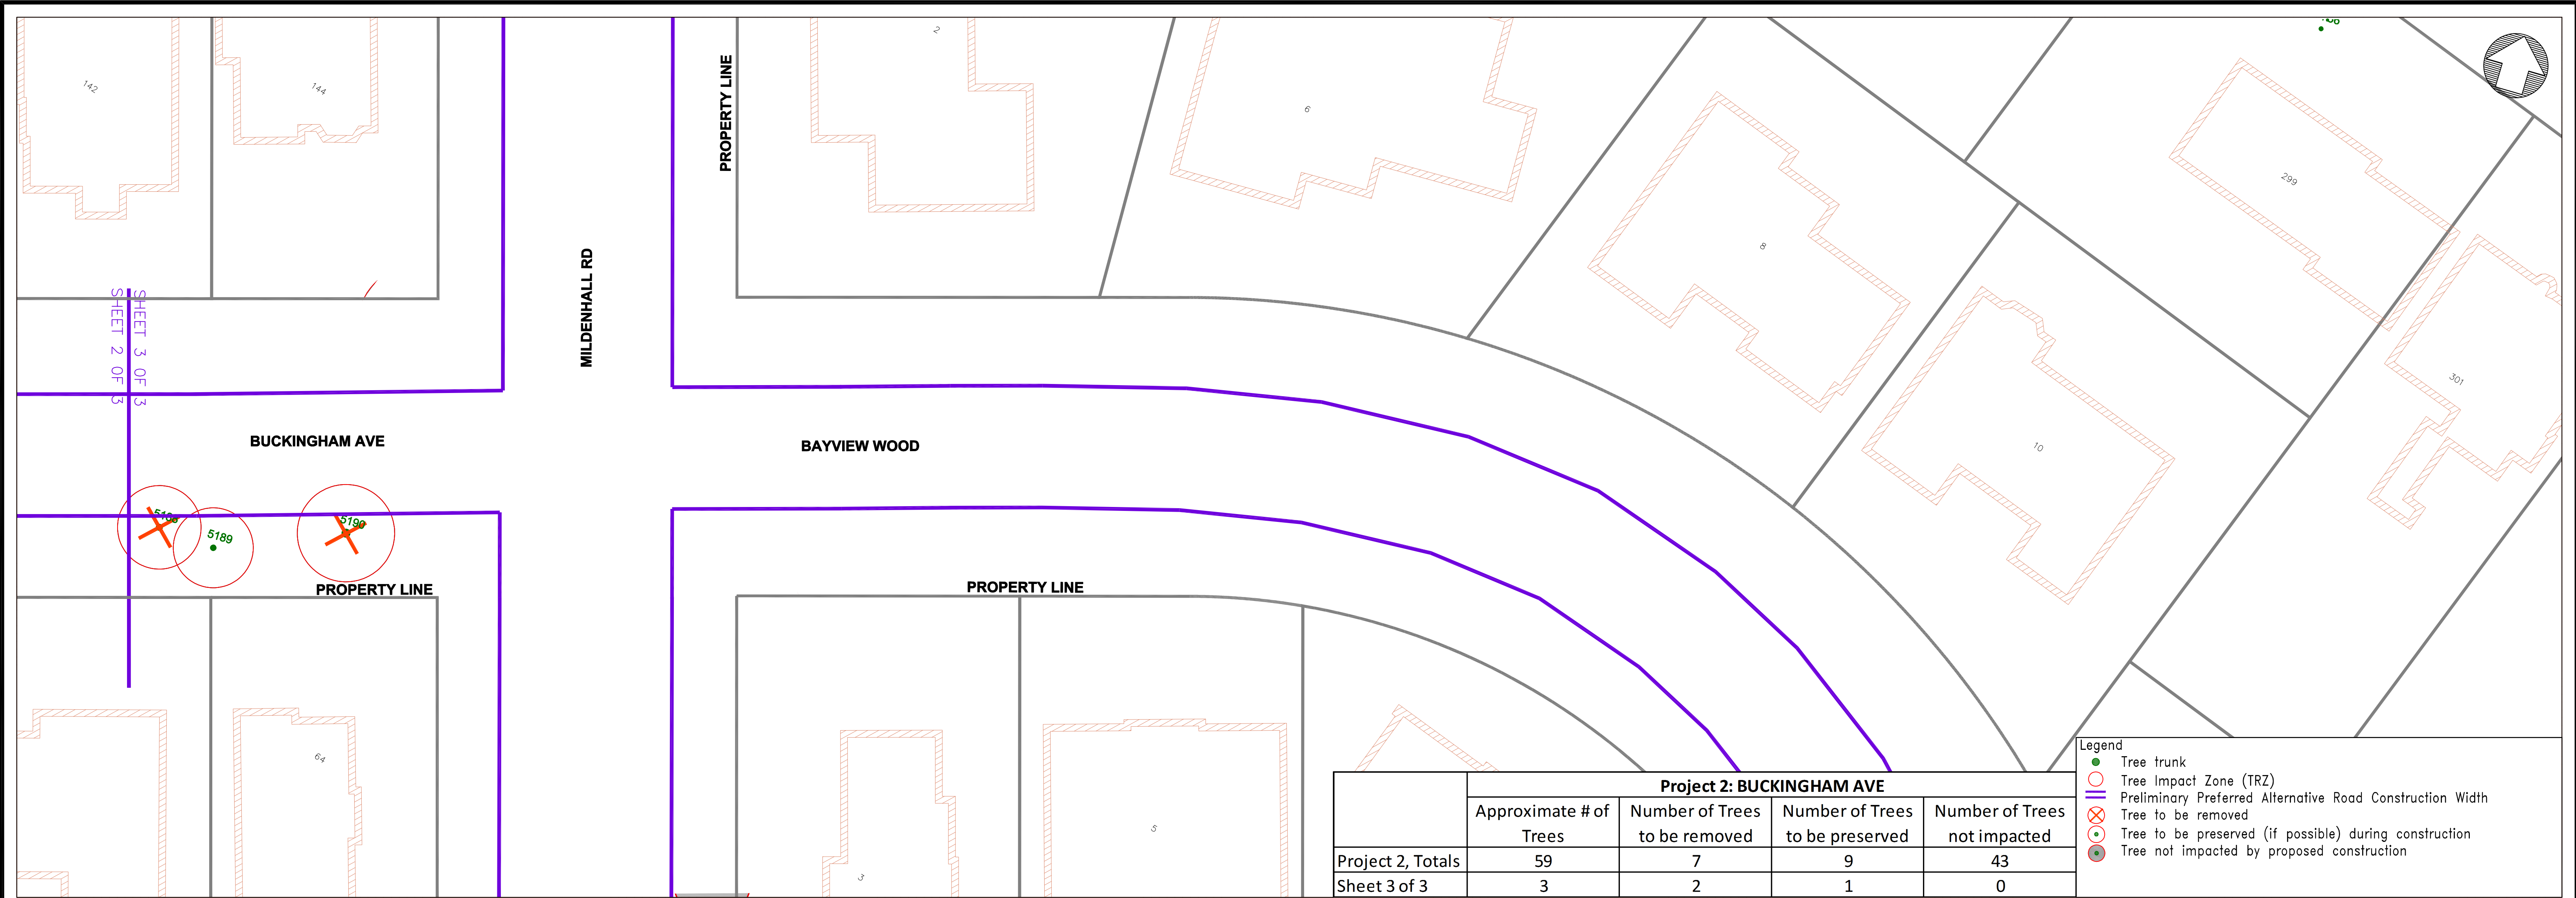 142
144
2
6
8
10
299
301
PROPERTY LINE
MILDENHALL RD
SHEET 3 OF 3
SHEET 2 OF 3
BUCKINGHAM AVE
BAYVIEW WOOD
5189
5190
PROPERTY LINE
PROPERTY LINE
64
3
5
Project 2: BUCKINGHAM AVE
Approximate # of Trees
Number of Trees to be removed
Number of Trees to be preserved
Number of Trees not impacted
Project 2, Totals 59 7 9 43
Sheet 3 of 3 3 2 1 0
Legend
Tree trunk
Tree Impact Zone (TRZ)
Preliminary Preferred Alternative Road Construction Width
Tree to be removed
Tree to be preserved (if possible) during construction
Tree not impacted by proposed construction